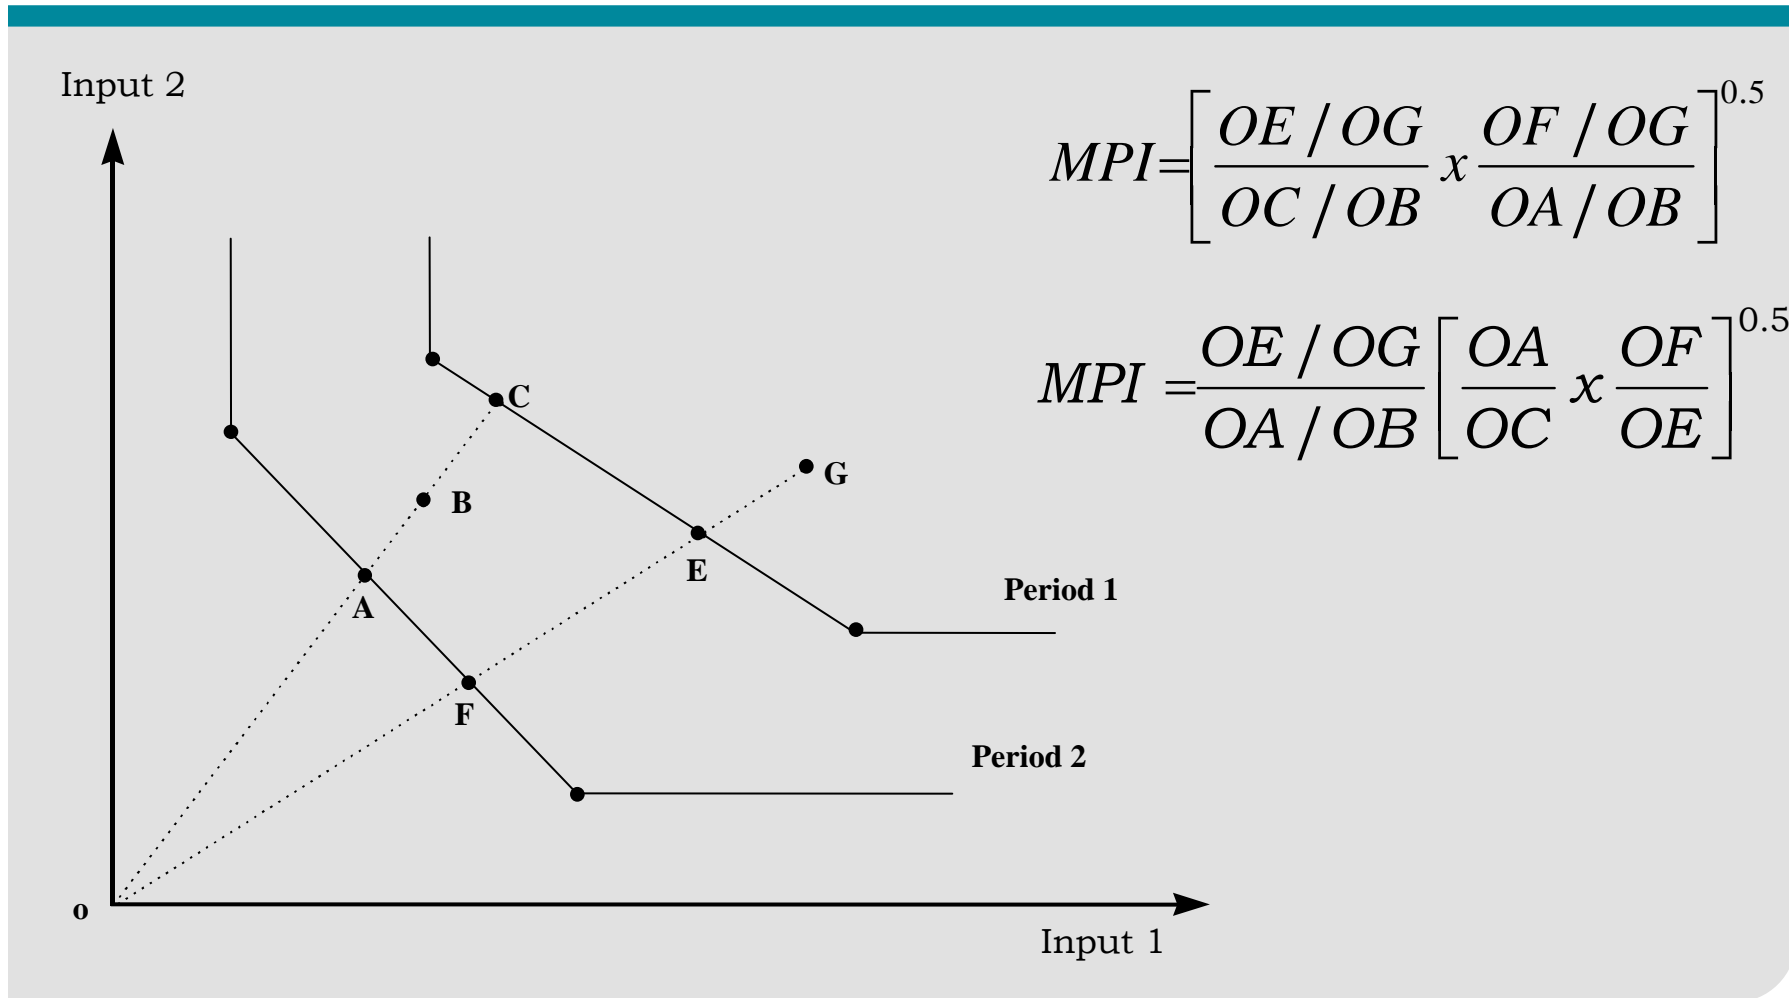 Input 2
MPI=[ (OE / OG)/(OC / OB) x (OF / OG)/(OA / OB) ]^0.5
MPI = (OE / OG)/(OA / OB) [ OA/OC x OF/OE ]^0.5
C
G
B
E
A
Period 1
F
Period 2
o
Input 1